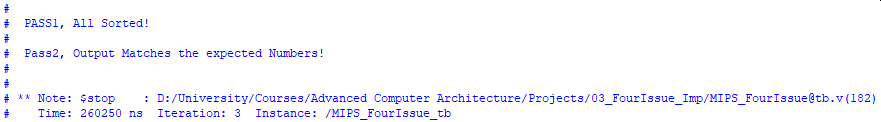 #
#  PASS1, All Sorted!
#
#  Pass2, Output Matches the expected Numbers!
#
#
# ** Note: $stop    : D:/University/Courses/Advanced Computer Architecture/Projects/03_FourIssue_Imp/MIPS_FourIssue@tb.v(182)
#    Time: 260250 ns  Iteration: 3  Instance: /MIPS_FourIssue_tb